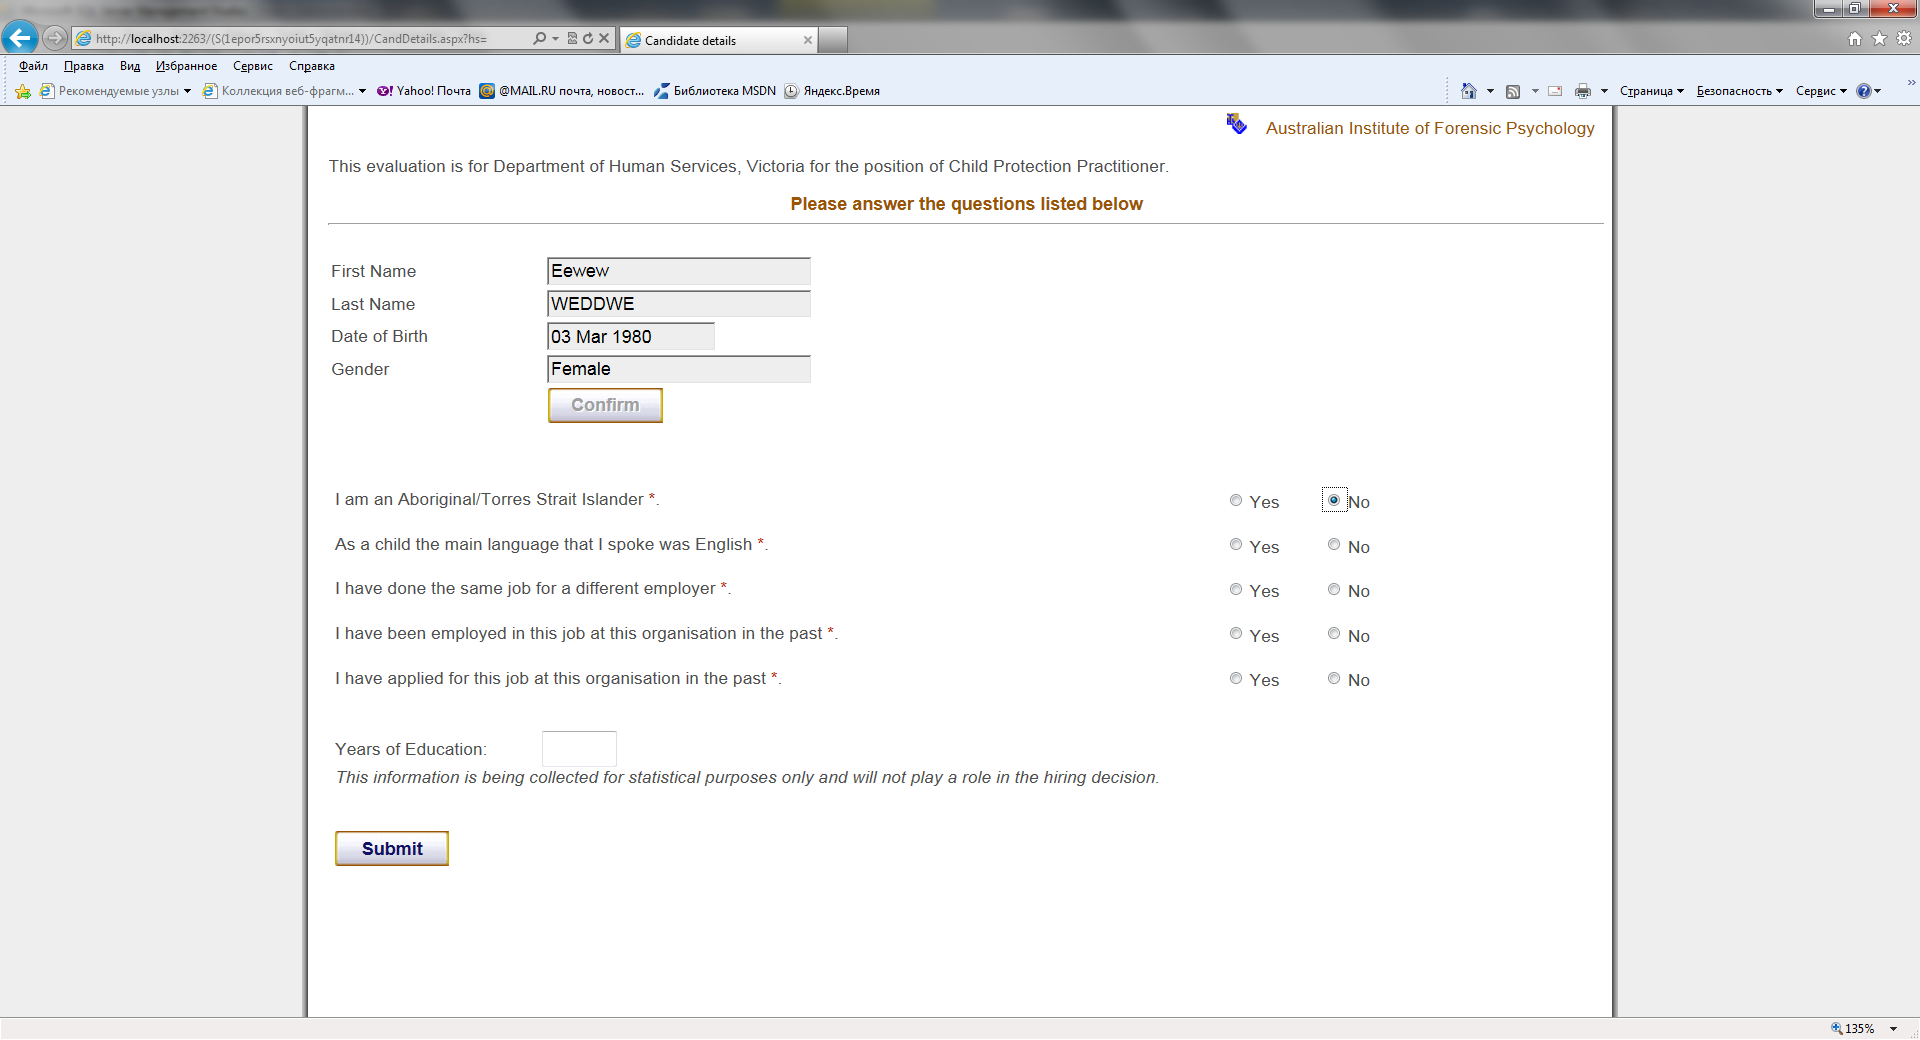 http://localhost:2263/(S(1epor5rsxnyoiut5yqatnr14))/CandDetails.aspx?hs=
Candidate details
Файл Правка Вид Избранное Сервис Справка
Рекомендуемые узлы Коллекция веб-фрагм... Yahoo! Почта @MAIL.RU почта, новост... Библиотека MSDN Яндекс.Время Страница Безопасность Сервис
Australian Institute of Forensic Psychology
This evaluation is for Department of Human Services, Victoria for the position of Child Protection Practitioner.
Please answer the questions listed below
First Name Eewew
Last Name WEDDWE
Date of Birth 03 Mar 1980
Gender Female
Confirm
I am an Aboriginal/Torres Strait Islander *. Yes No
As a child the main language that I spoke was English *. Yes No
I have done the same job for a different employer *. Yes No
I have been employed in this job at this organisation in the past *. Yes No
I have applied for this job at this organisation in the past *. Yes No
Years of Education:
This information is being collected for statistical purposes only and will not play a role in the hiring decision.
Submit
135%